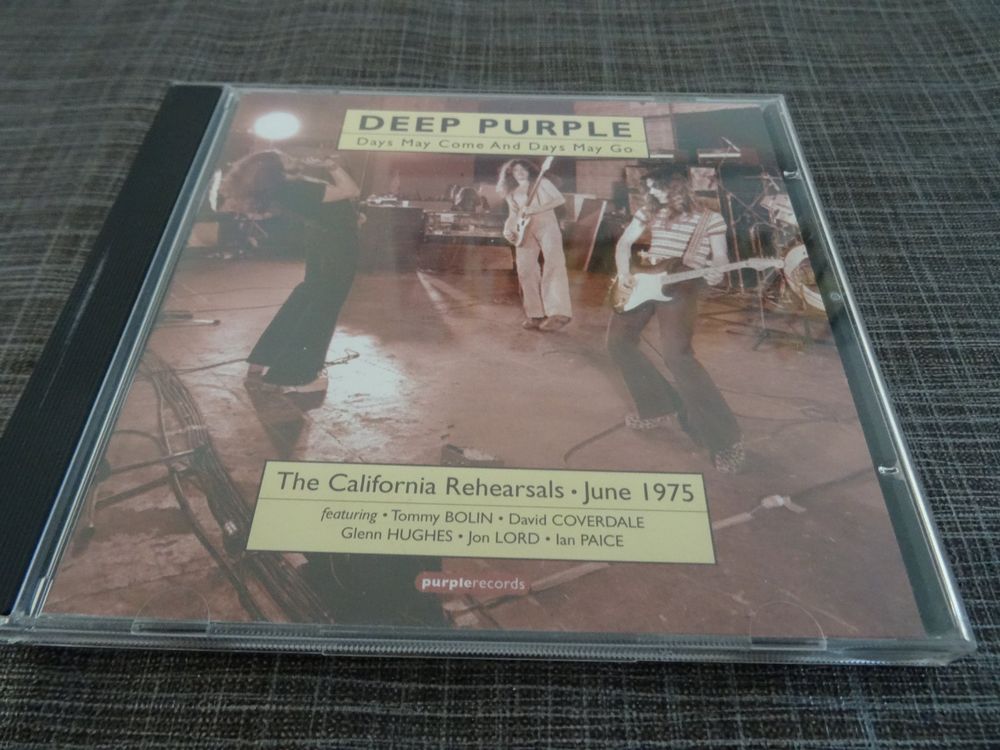 DEEP PURPLE
Days May Come And Days May Go
The California Rehearsals • June 1975
featuring • Tommy BOLIN • David COVERDALE
Glenn HUGHES • Jon LORD • Ian PAICE
purplerecords